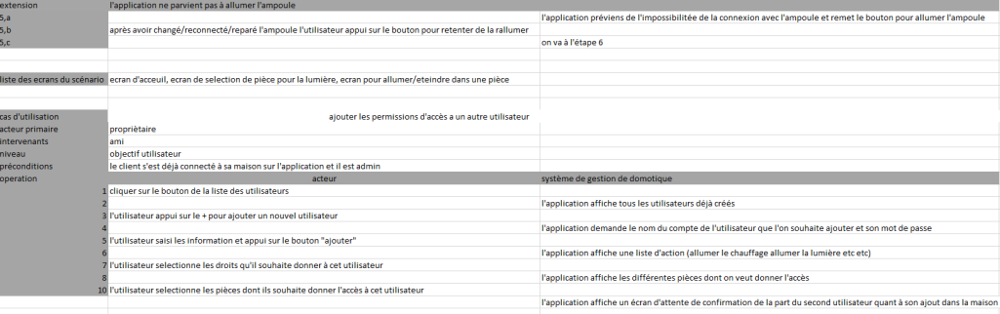 extension l'application ne parvient pas à allumer l'ampoule
5,a l'application préviens de l'impossibilitée de la connexion avec l'ampoule et remet le bouton pour allumer l'ampoule
5,b après avoir changé/reconnecté/reparé l'ampoule l'utilisateur appui sur le bouton pour retenter de la rallumer
5,c on va à l'étape 6
liste des ecrans du scénario ecran d'acceuil, ecran de selection de pièce pour la lumière, ecran pour allumer/eteindre dans une pièce
cas d'utilisation ajouter les permissions d'accès a un autre utilisateur
acteur primaire propriètaire
intervenants ami
niveau objectif utilisateur
préconditions le client s'est déjà connecté à sa maison sur l'application et il est admin
operation acteur système de gestion de domotique
1 cliquer sur le bouton de la liste des utilisateurs
2 l'application affiche tous les utilisateurs déjà créés
3 l'utilisateur appui sur le + pour ajouter un nouvel utilisateur
4 l'application demande le nom du compte de l'utilisateur que l'on souhaite ajouter et son mot de passe
5 l'utilisateur saisi les information et appui sur le bouton "ajouter"
6 l'application affiche une liste d'action (allumer le chauffage allumer la lumière etc etc)
7 l'utilisateur selectionne les droits qu'il souhaite donner à cet utilisateur
8 l'application affiche les différentes pièces dont on veut donner l'accès
10 l'utilisateur selectionne les pièces dont ils souhaite donner l'accès à cet utilisateur
l'application affiche un écran d'attente de confirmation de la part du second utilisateur quant à son ajout dans la maison